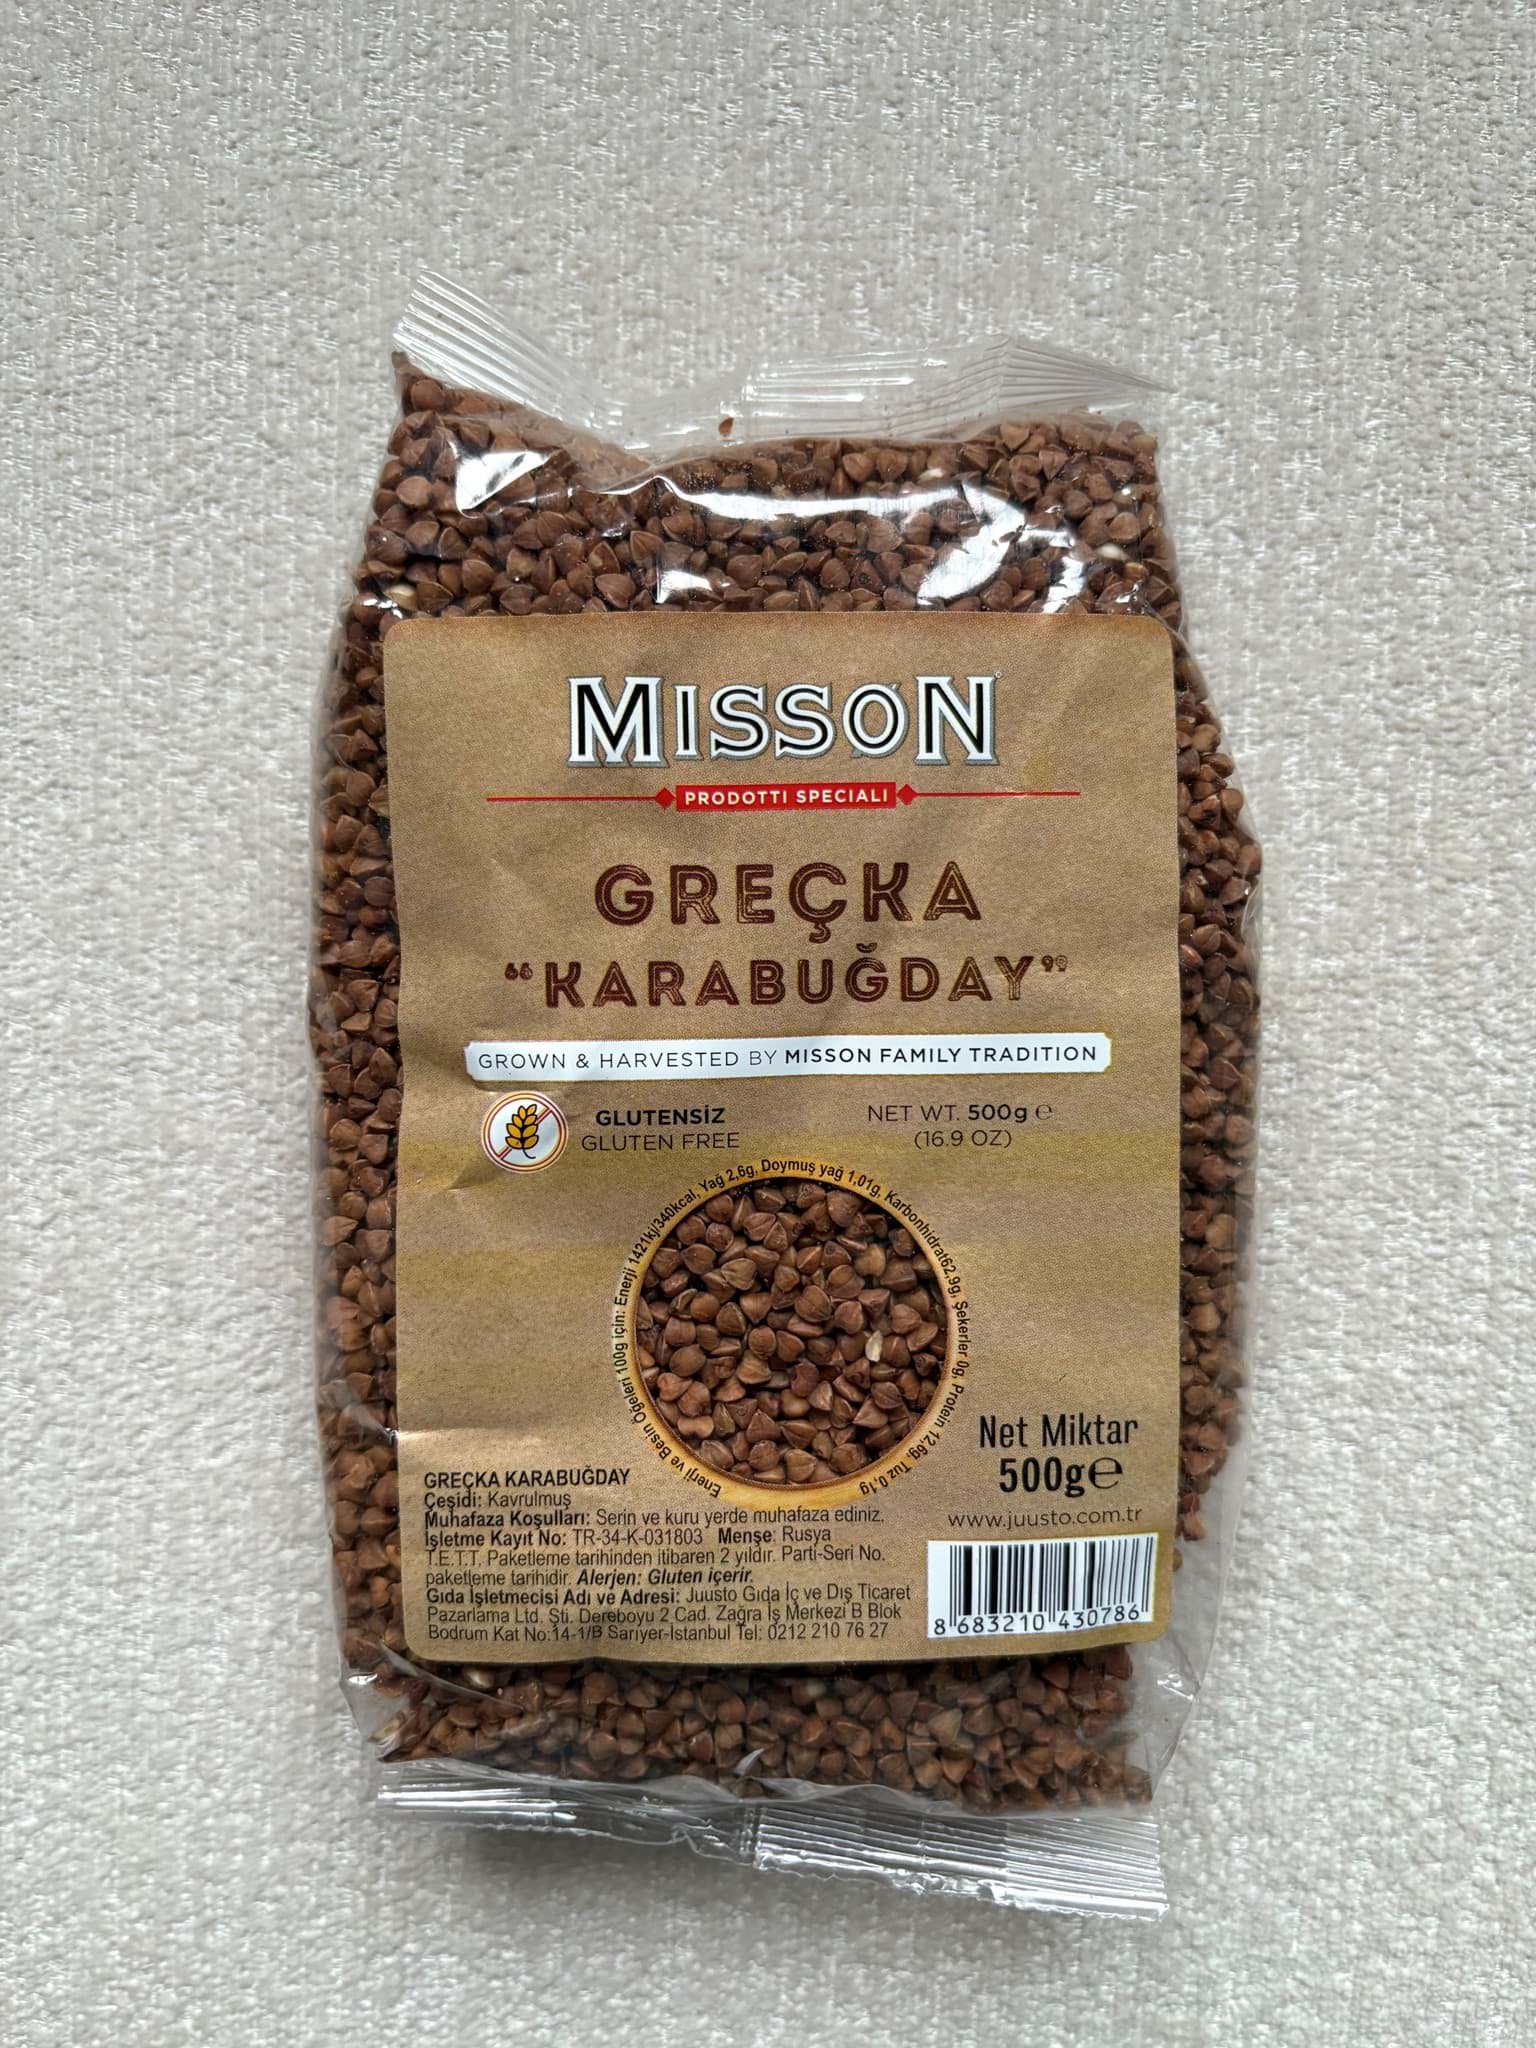 MISSON
PRODOTTI SPECIALI
GREÇKA
“KARABUĞDAY”
GROWN & HARVESTED BY MISSON FAMILY TRADITION
GLUTENSİZ
GLUTEN FREE
NET WT. 500g ℮
(16.9 OZ)
Enerji ve Besin Ögeleri 100g için: Enerji 1421kj/340kcal, Yağ 2,6g, Doymuş yağ 1,01g, Karbonhidrat62,9g, Şekerler 0g, Protein 12,6g, Tuz 0,1g
Net Miktar
500g℮
www.juusto.com.tr
GREÇKA KARABUĞDAY
Çeşidi: Kavrulmuş
Muhafaza Koşulları: Serin ve kuru yerde muhafaza ediniz.
İşletme Kayıt No: TR-34-K-031803 Menşe: Rusya
T.E.T.T. Paketleme tarihinden itibaren 2 yıldır. Parti-Seri No.
paketleme tarihidir. Alerjen: Gluten içerir.
Gıda İşletmecisi Adı ve Adresi: Juusto Gıda İç ve Dış Ticaret
Pazarlama Ltd. Şti. Dereboyu 2 Cad. Zağra İş Merkezi B Blok
Bodrum Kat No:14-1/B Sarıyer-İstanbul Tel: 0212 210 76 27
8 683210 430786